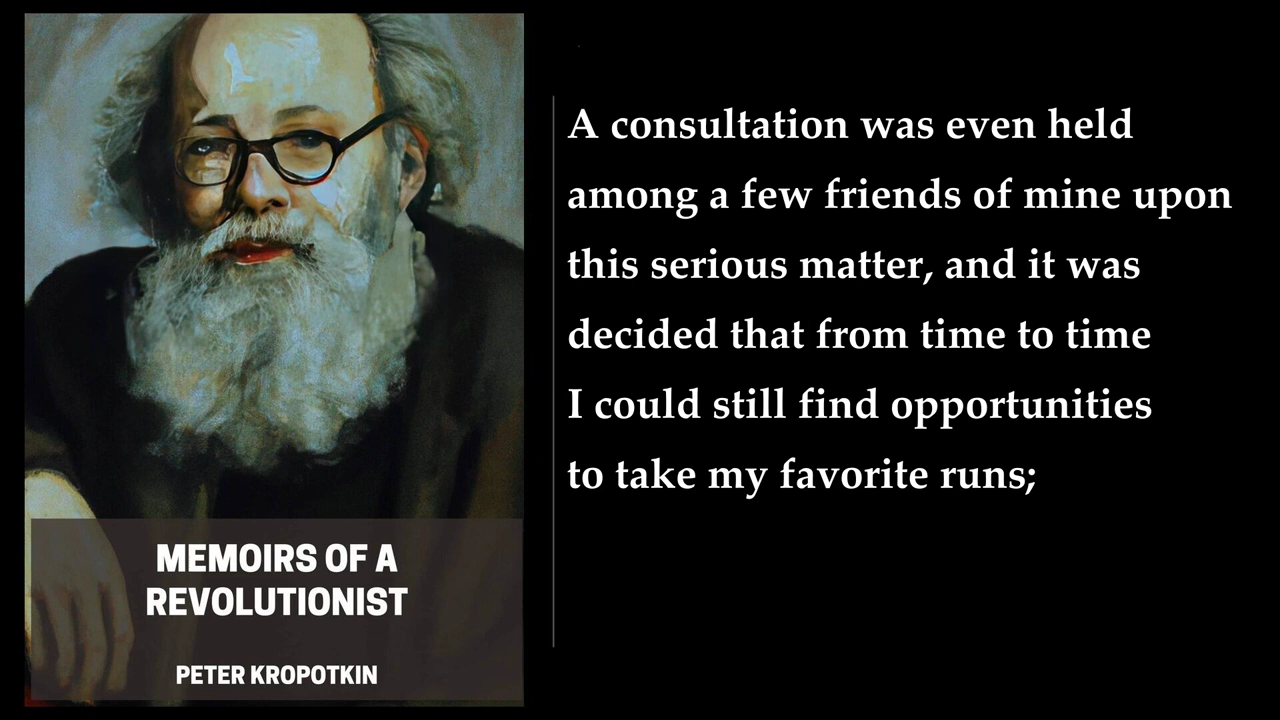 A consultation was even held
among a few friends of mine upon
this serious matter, and it was
decided that from time to time
I could still find opportunities
to take my favorite runs;
MEMOIRS OF A
REVOLUTIONIST
PETER KROPOTKIN